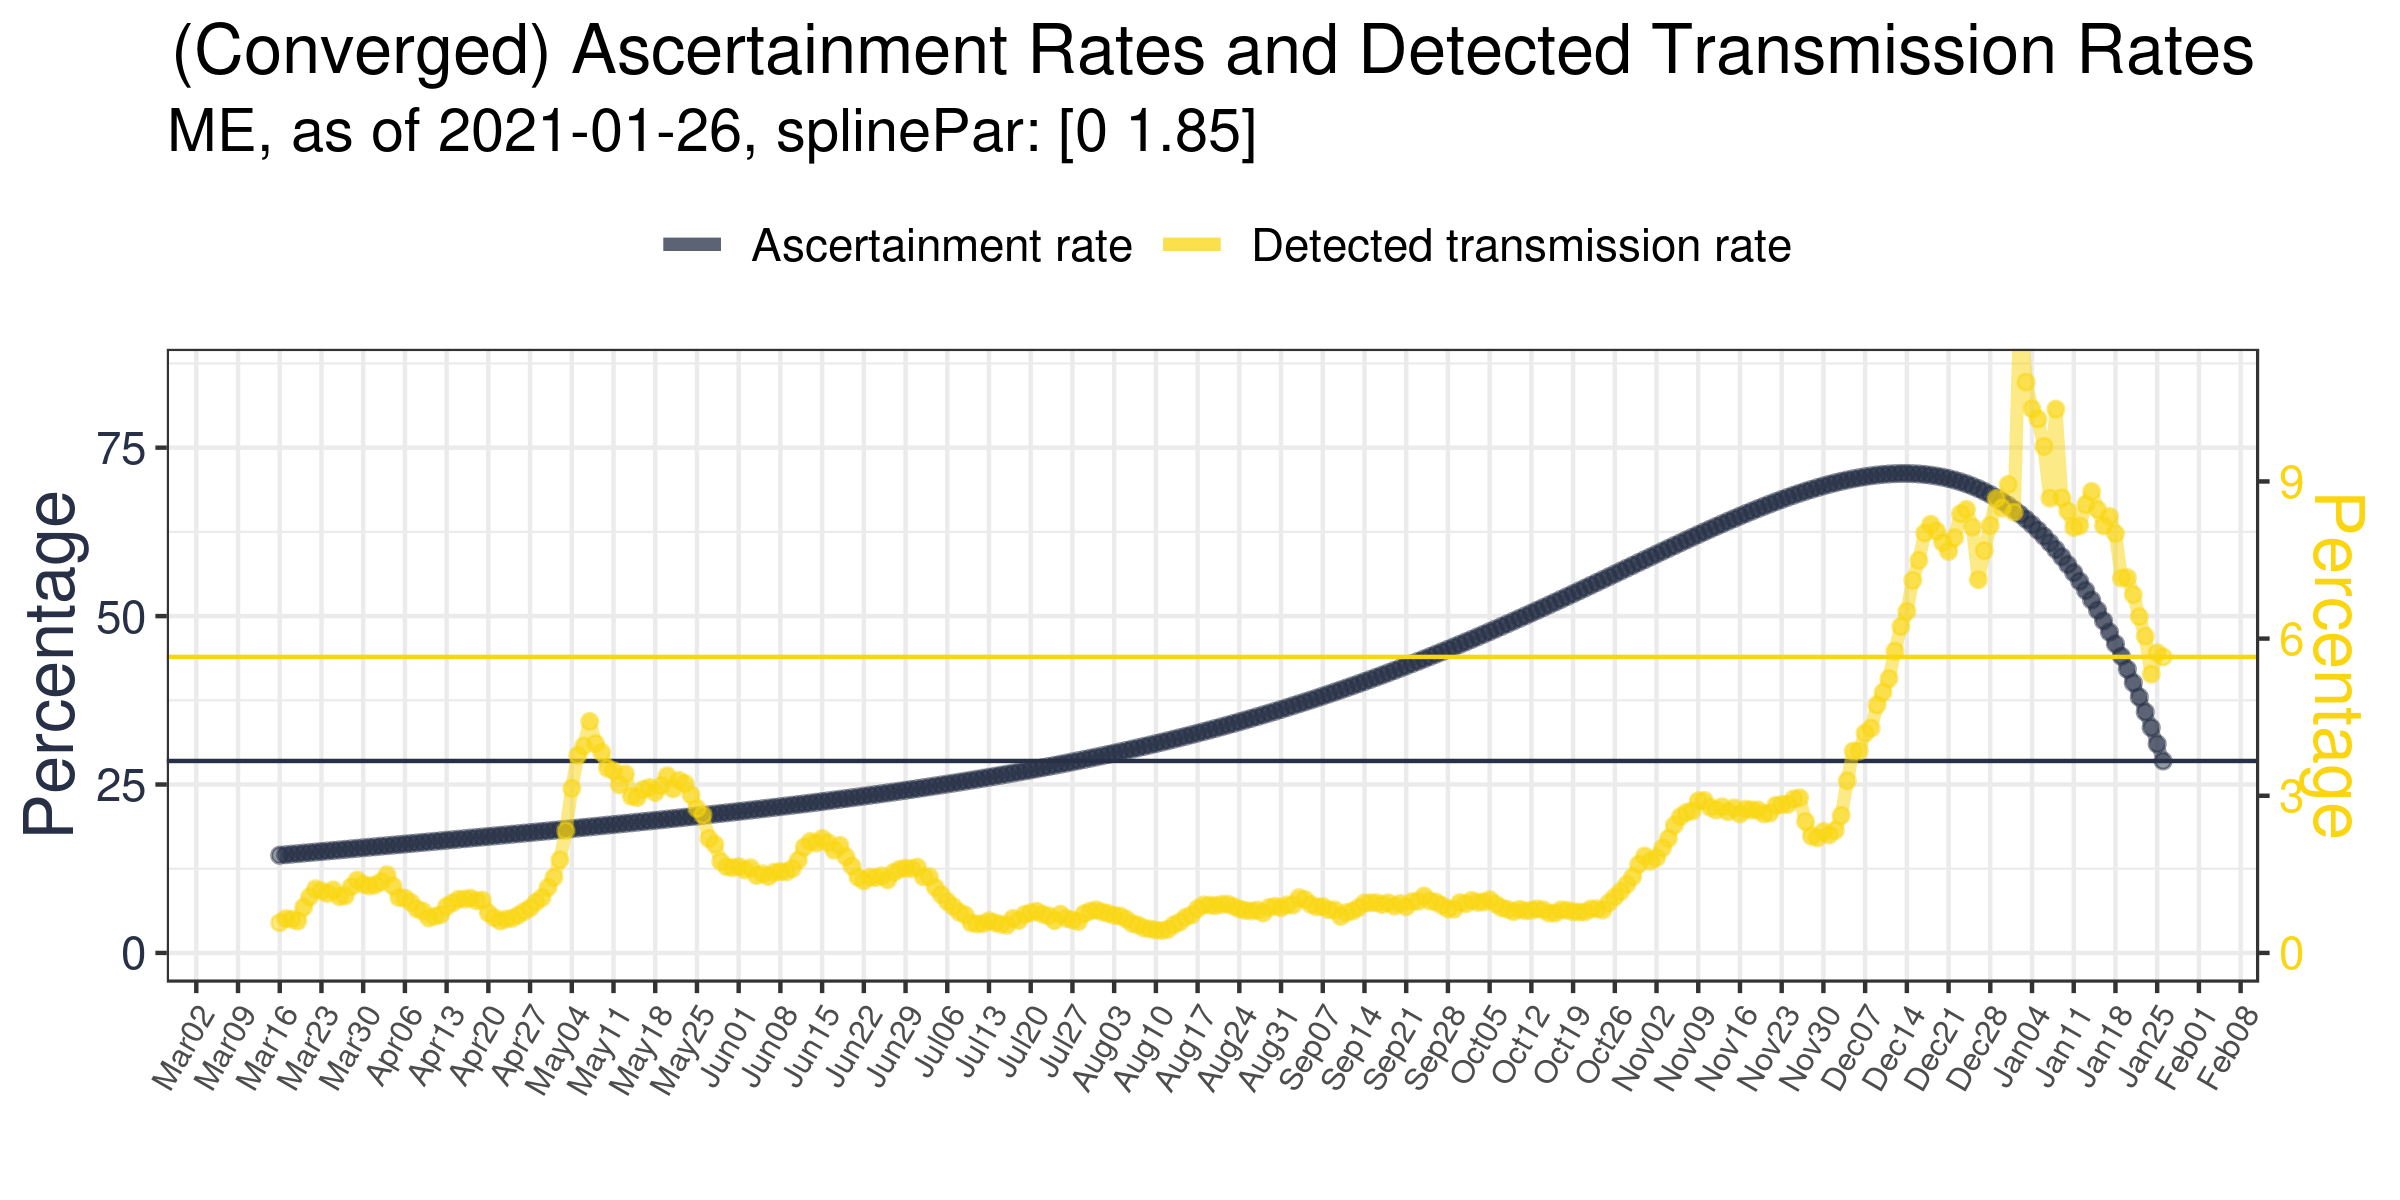 (Converged) Ascertainment Rates and Detected Transmission Rates
ME, as of 2021-01-26, splinePar: [0 1.85]
Ascertainment rate
Detected transmission rate
Percentage
75
50
25
0
9
6
3
0
Percentage
Mar02
Mar09
Mar16
Mar23
Mar30
Apr06
Apr13
Apr20
Apr27
May04
May11
May18
May25
Jun01
Jun08
Jun15
Jun22
Jun29
Jul06
Jul13
Jul20
Jul27
Aug03
Aug10
Aug17
Aug24
Aug31
Sep07
Sep14
Sep21
Sep28
Oct05
Oct12
Oct19
Oct26
Nov02
Nov09
Nov16
Nov23
Nov30
Dec07
Dec14
Dec21
Dec28
Jan04
Jan11
Jan18
Jan25
Feb01
Feb08